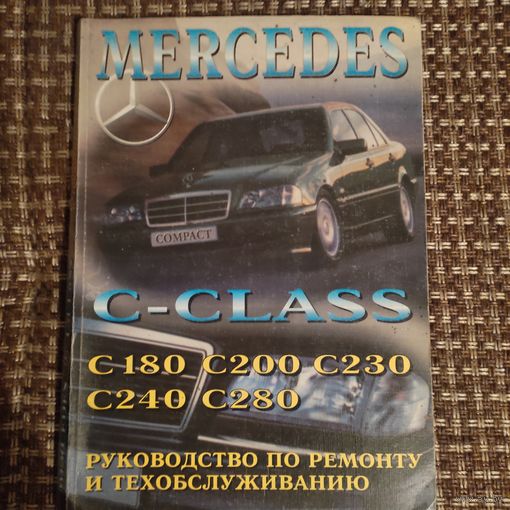 MERCEDES
COMPACT
C-CLASS
C180 C200 C230
C240 C280
РУКОВОДСТВО ПО РЕМОНТУ
И ТЕХОБСЛУЖИВАНИЮ